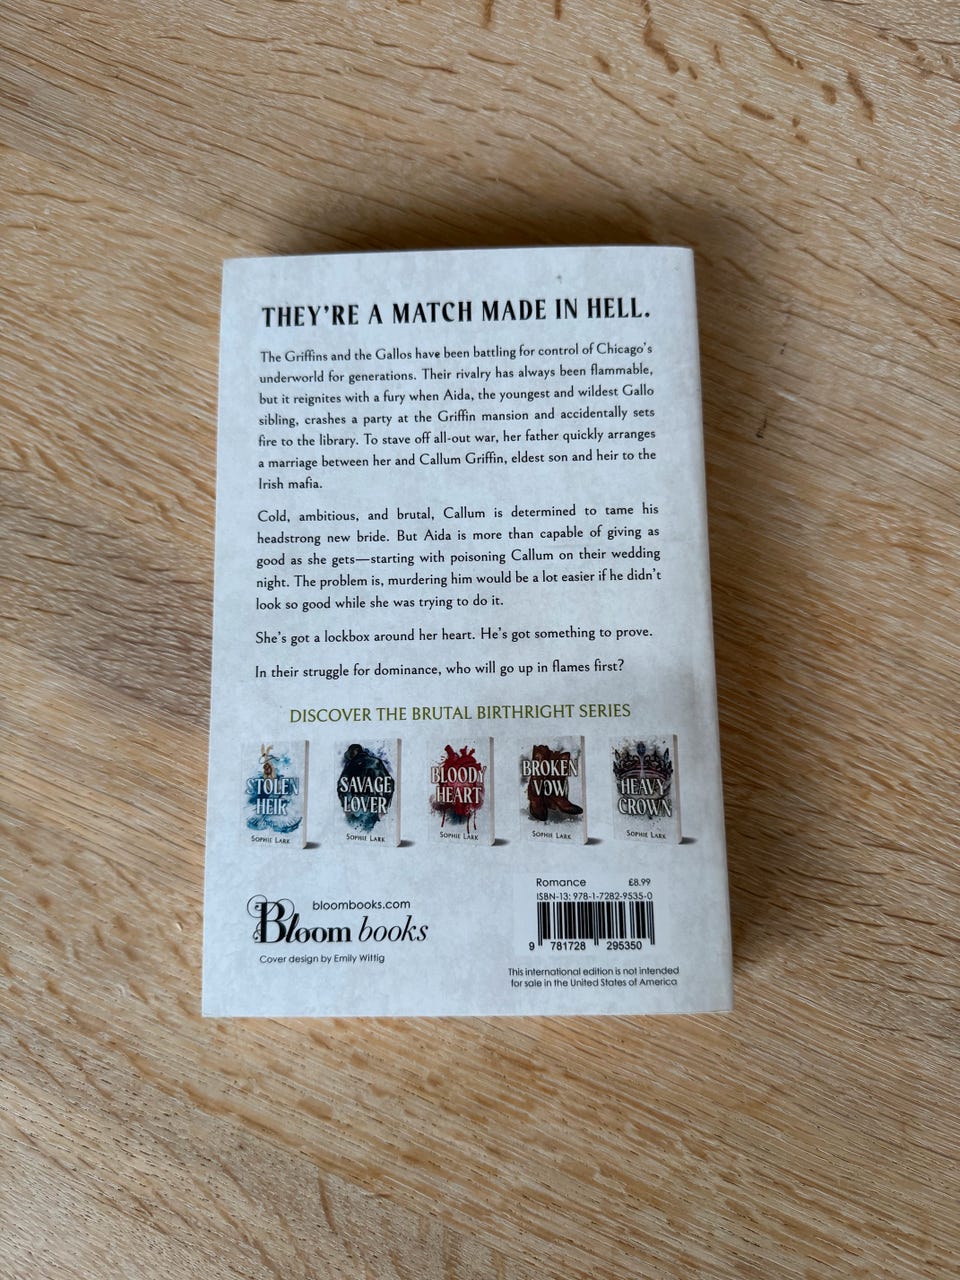 THEY'RE A MATCH MADE IN HELL.
The Griffins and the Gallos have been battling for control of Chicago's
underworld for generations. Their rivalry has always been flammable,
but it reignites with a fury when Aida, the youngest and wildest Gallo
sibling, crashes a party at the Griffin mansion and accidentally sets
fire to the library. To stave off all-out war, her father quickly arranges
a marriage between her and Callum Griffin, eldest son and heir to the
Irish mafia.
Cold, ambitious, and brutal, Callum is determined to tame his
headstrong new bride. But Aida is more than capable of giving as
good as she gets—starting with poisoning Callum on their wedding
night. The problem is, murdering him would be a lot easier if he didn't
look so good while she was trying to do it.
She's got a lockbox around her heart. He's got something to prove.
In their struggle for dominance, who will go up in flames first?
DISCOVER THE BRUTAL BIRTHRIGHT SERIES
STOLEN
HEIR
SOPHIE LARK
SAVAGE
LOVER
SOPHIE LARK
BLOODY
HEART
SOPHIE LARK
BROKEN
VOW
SOPHIE LARK
HEAVY
CROWN
SOPHIE LARK
bloombooks.com
Bloom books
Cover design by Emily Wittig
Romance £8.99
ISBN-13: 978-1-7282-9535-0
9 781728 295350
This international edition is not intended
for sale in the United States of America